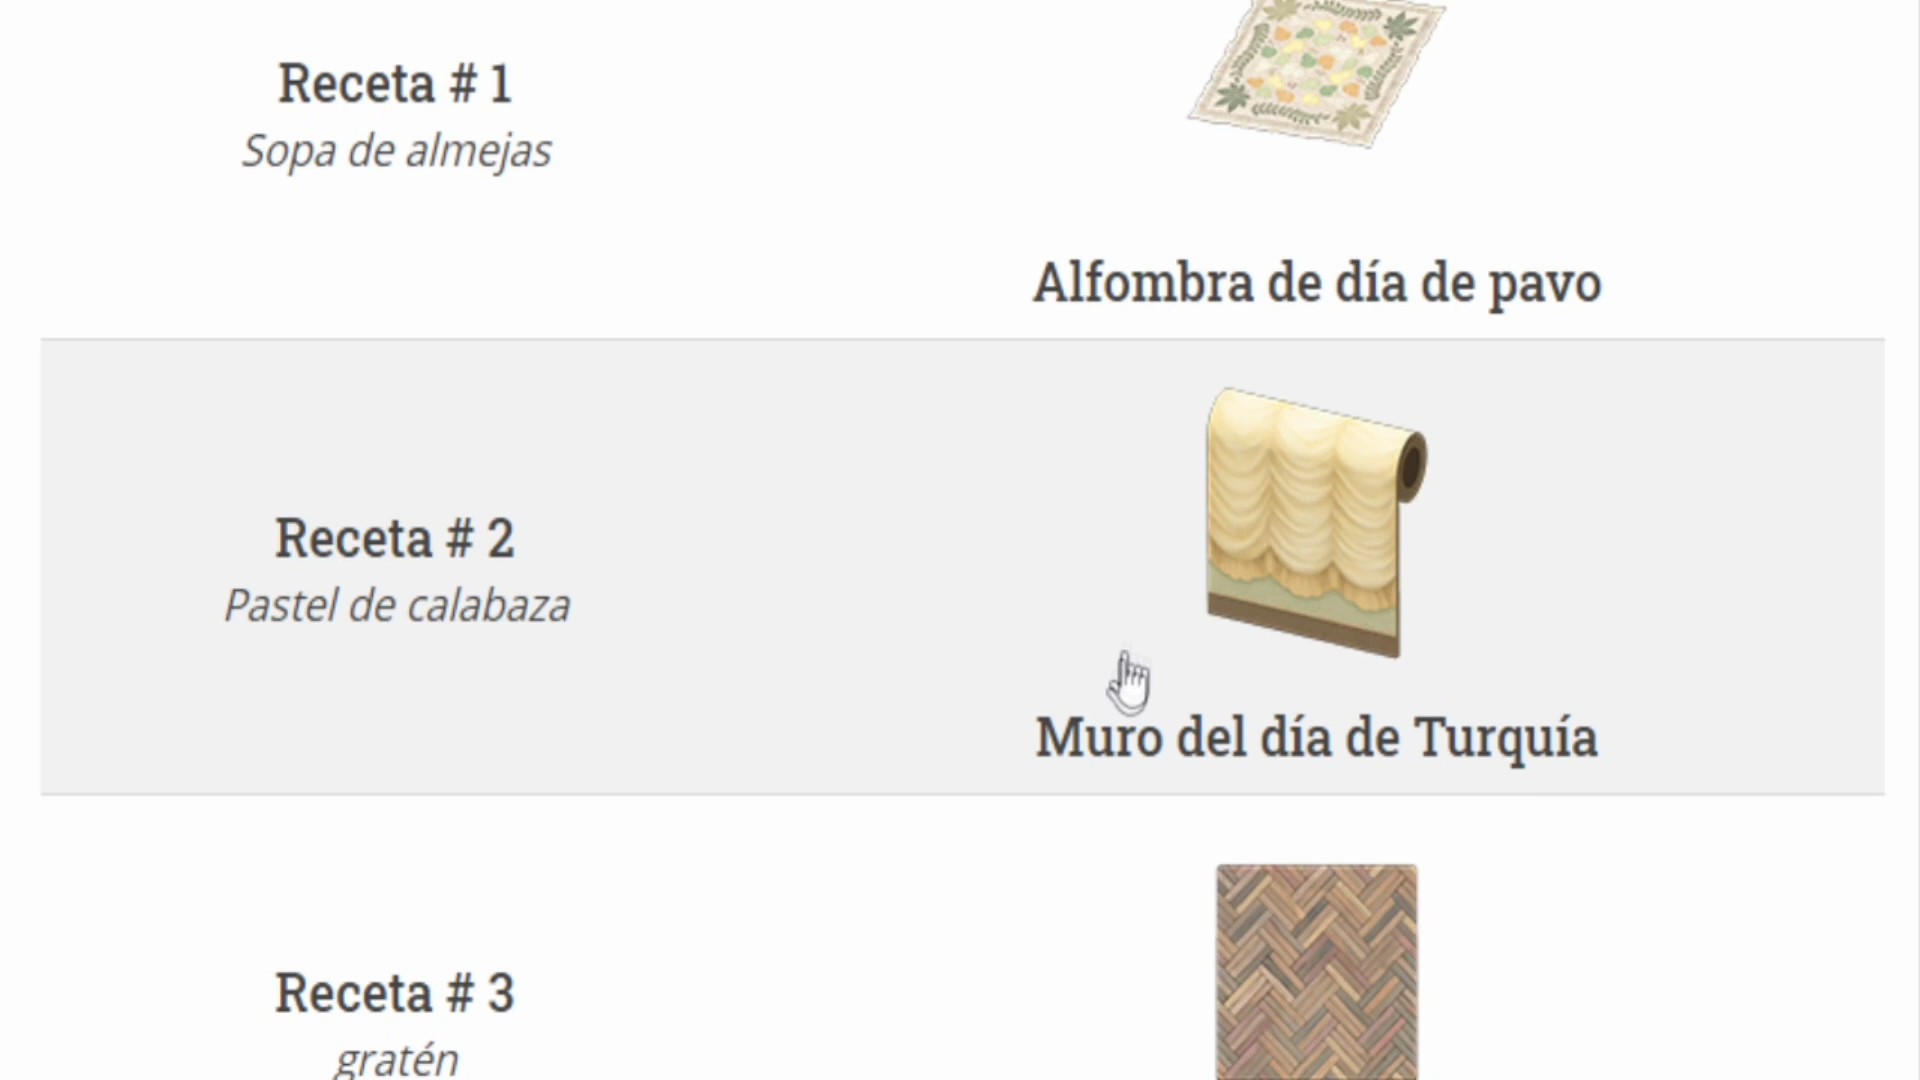 Receta # 1
Sopa de almejas
Alfombra de día de pavo
Receta # 2
Pastel de calabaza
Muro del día de Turquía
Receta # 3
gratén